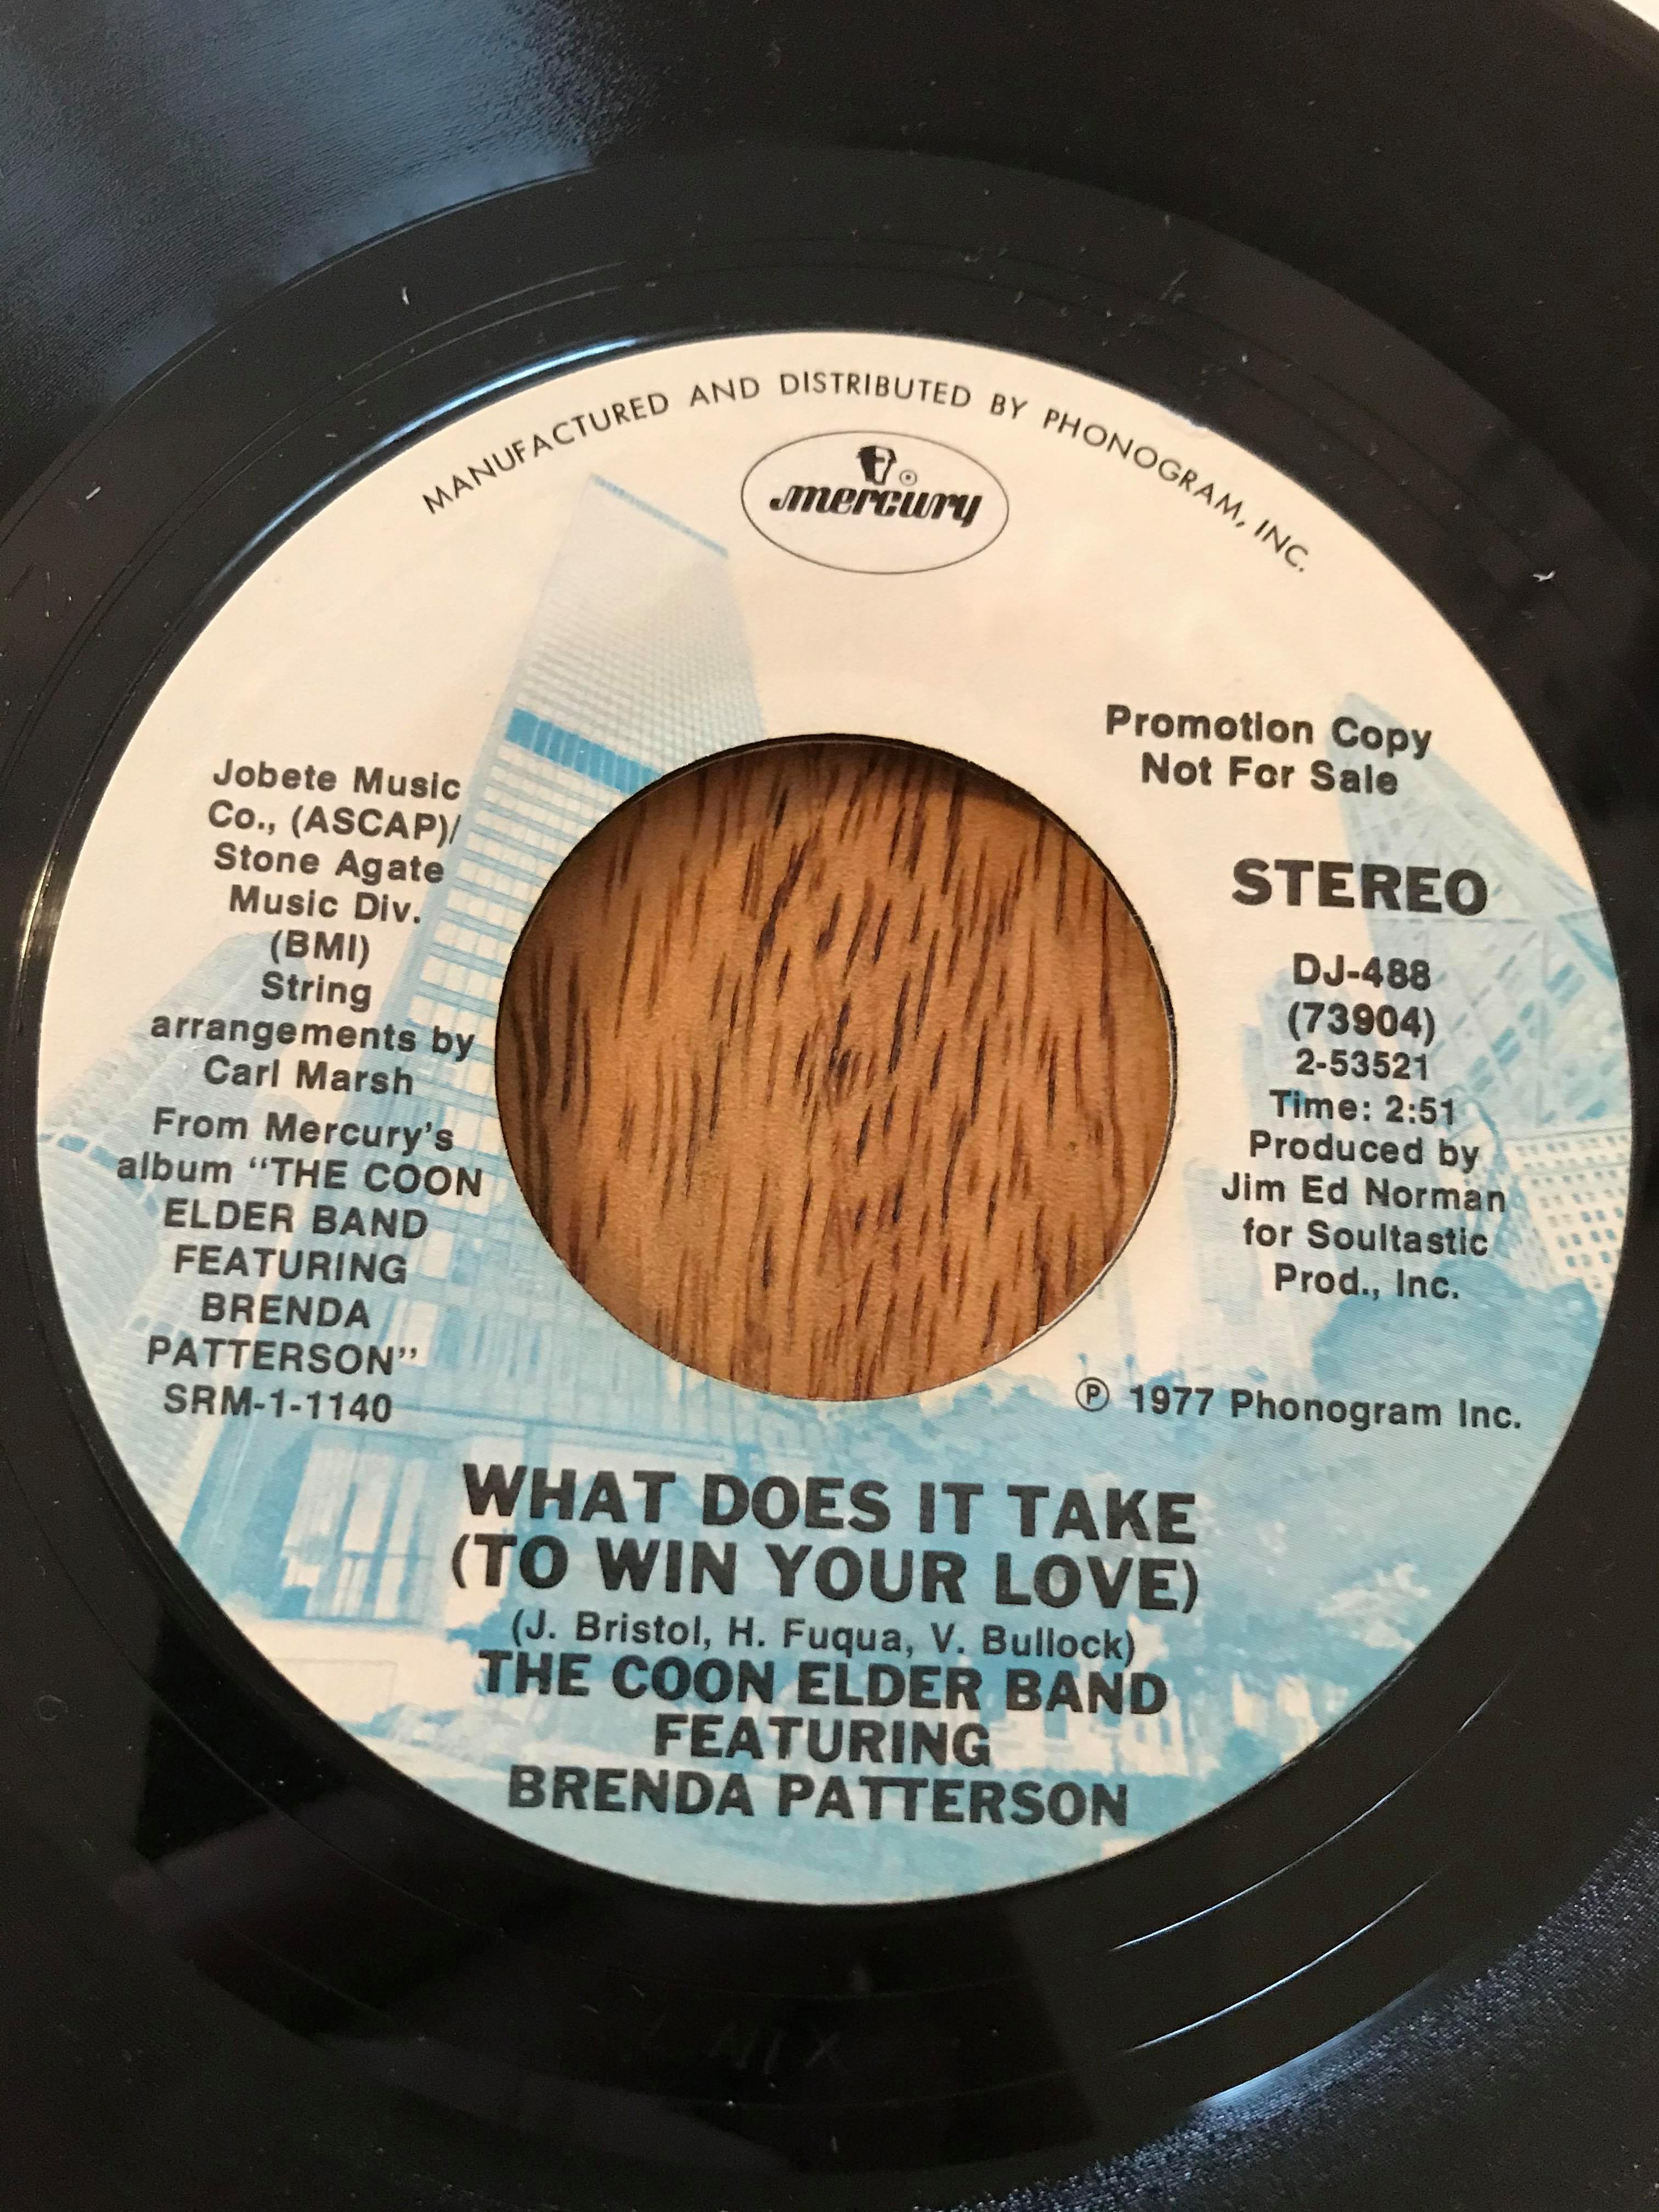 MANUFACTURED AND DISTRIBUTED BY PHONOGRAM, INC.
mercury
Promotion Copy
Not For Sale
Jobete Music
Co., (ASCAP)/
Stone Agate
Music Div.
(BMI)
String
arrangements by
Carl Marsh
From Mercury's
album "THE COON
ELDER BAND
FEATURING
BRENDA
PATTERSON"
SRM-1-1140
STEREO
DJ-488
(73904)
2-53521
Time: 2:51
Produced by
Jim Ed Norman
for Soultastic
Prod., Inc.
Ⓟ 1977 Phonogram Inc.
WHAT DOES IT TAKE
(TO WIN YOUR LOVE)
(J. Bristol, H. Fuqua, V. Bullock)
THE COON ELDER BAND
FEATURING
BRENDA PATTERSON